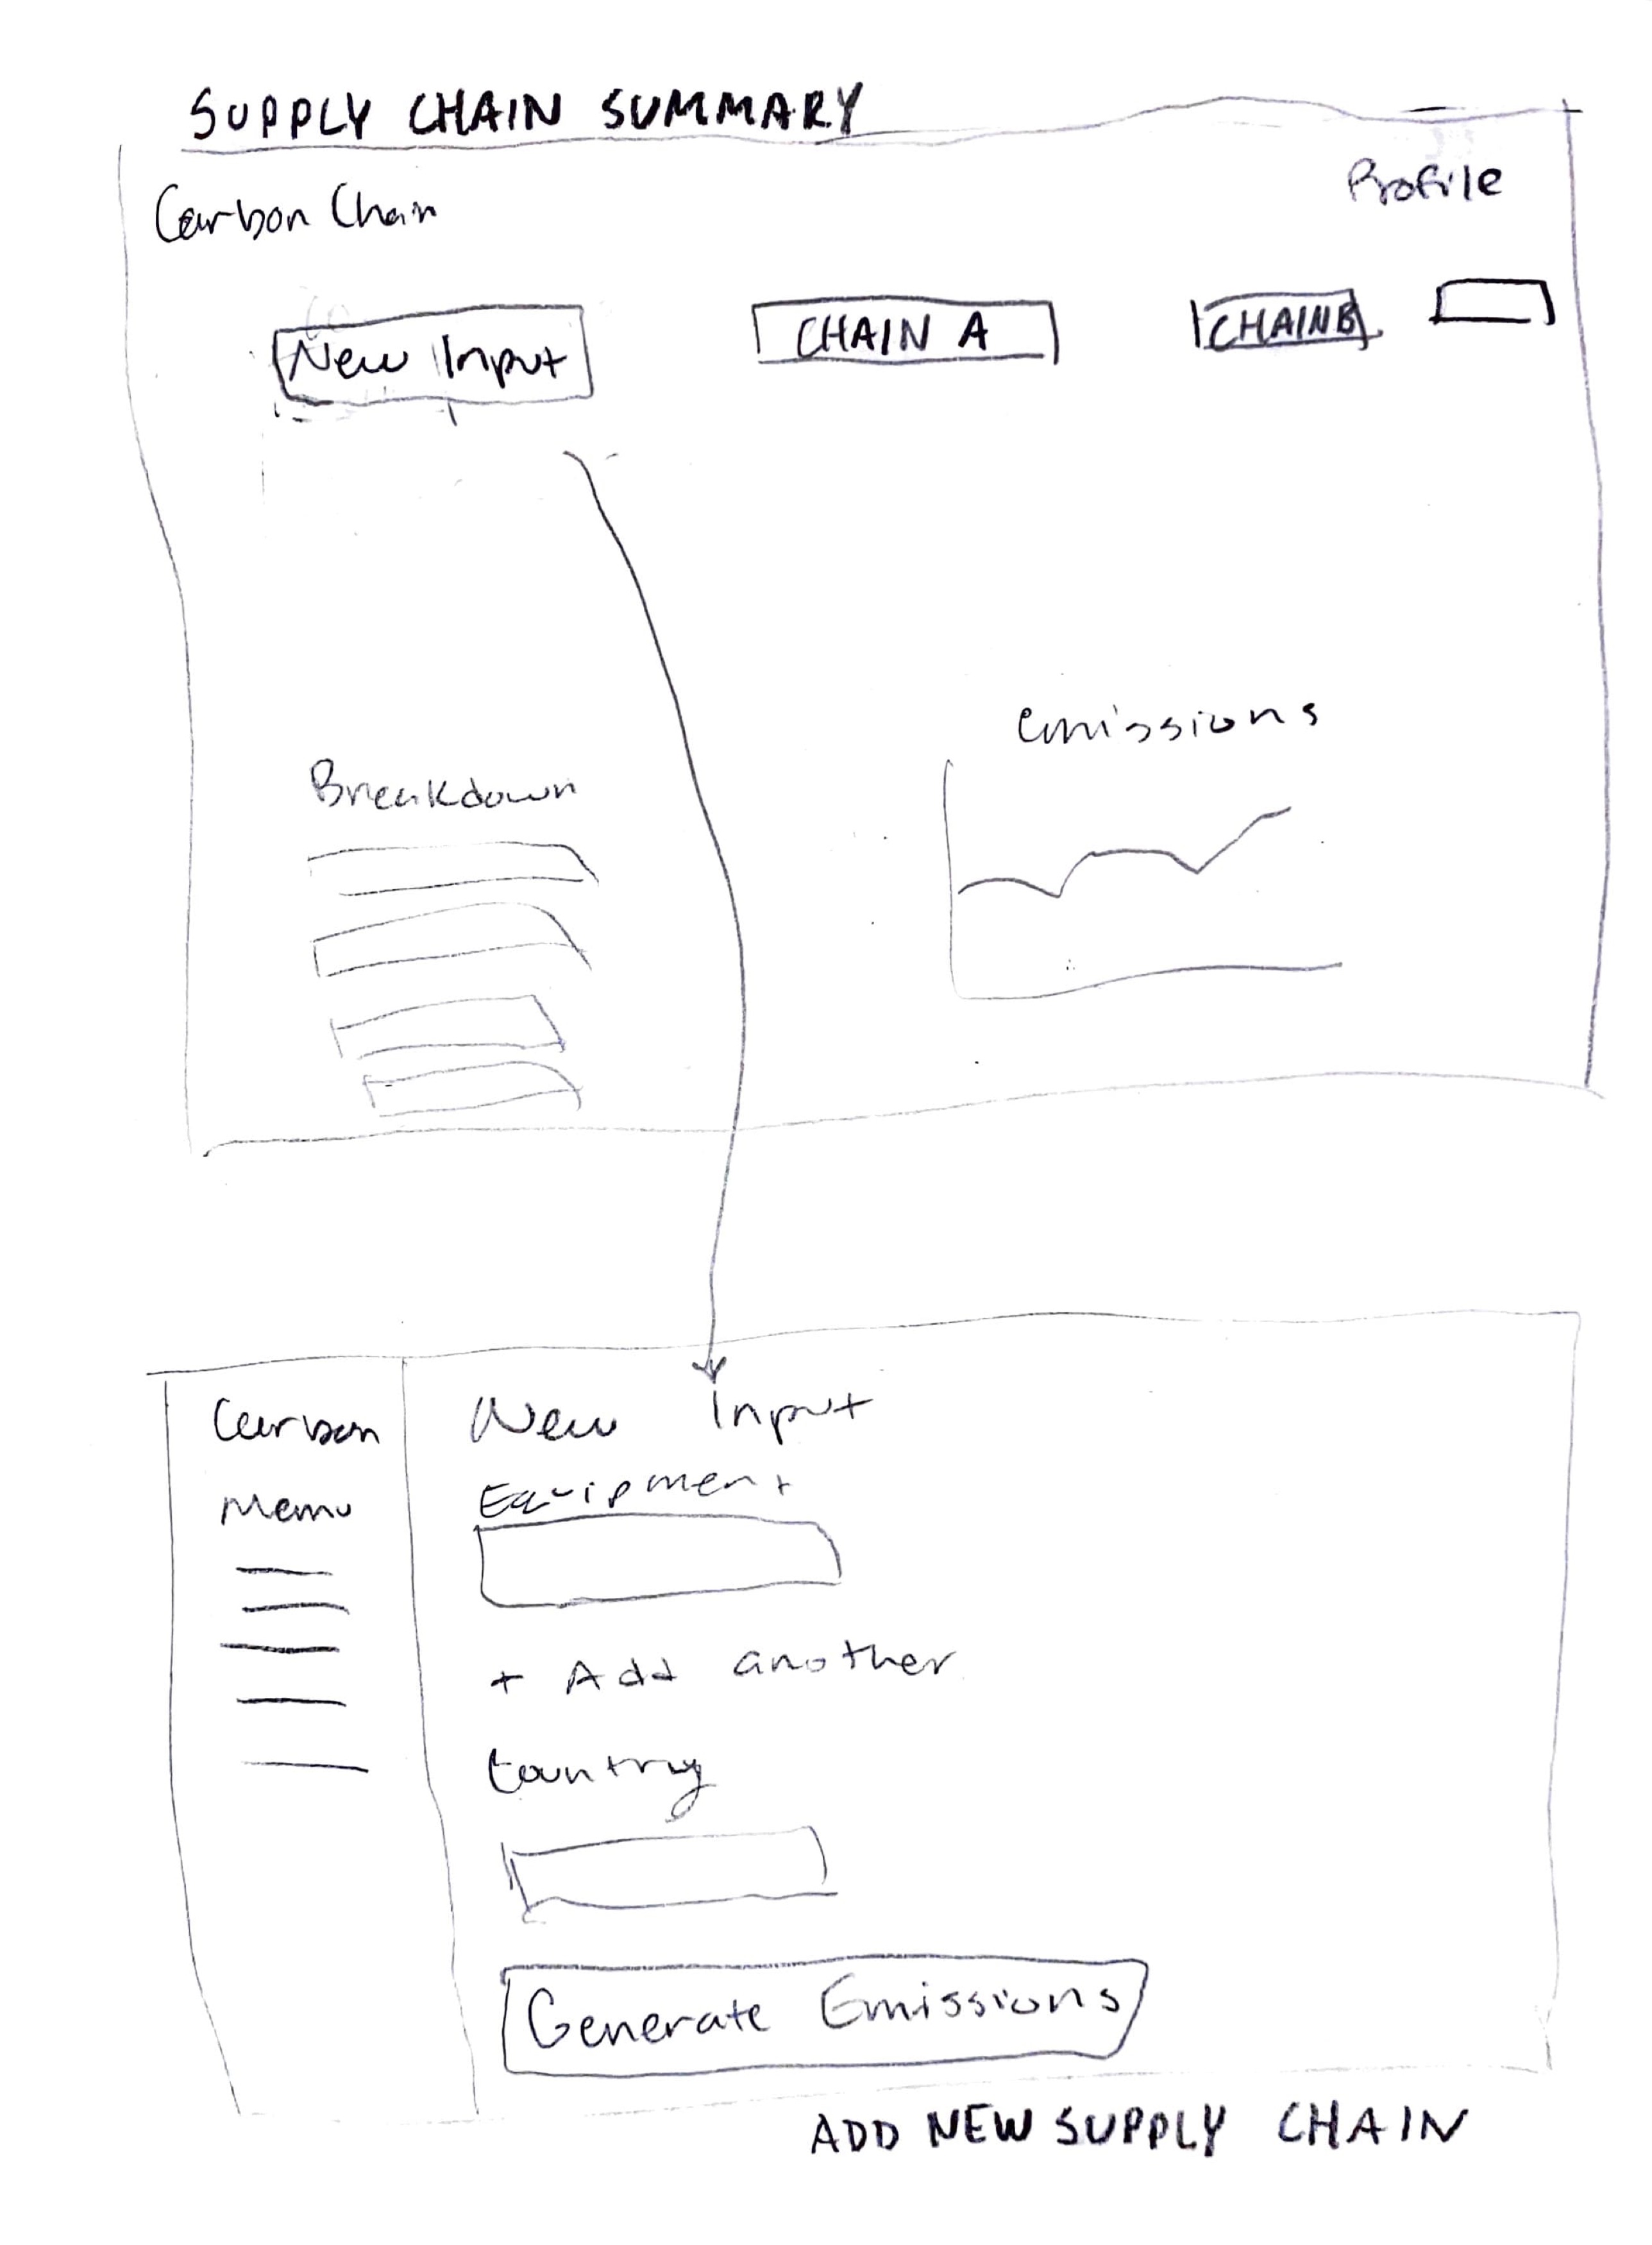 SUPPLY CHAIN SUMMARY
Carbon Chain
Profile
New Input
CHAIN A
CHAIN B
emissions
Breakdown
Carbon
New Input
Menu
Equipment
+ Add another
Country
Generate Emissions
ADD NEW SUPPLY CHAIN